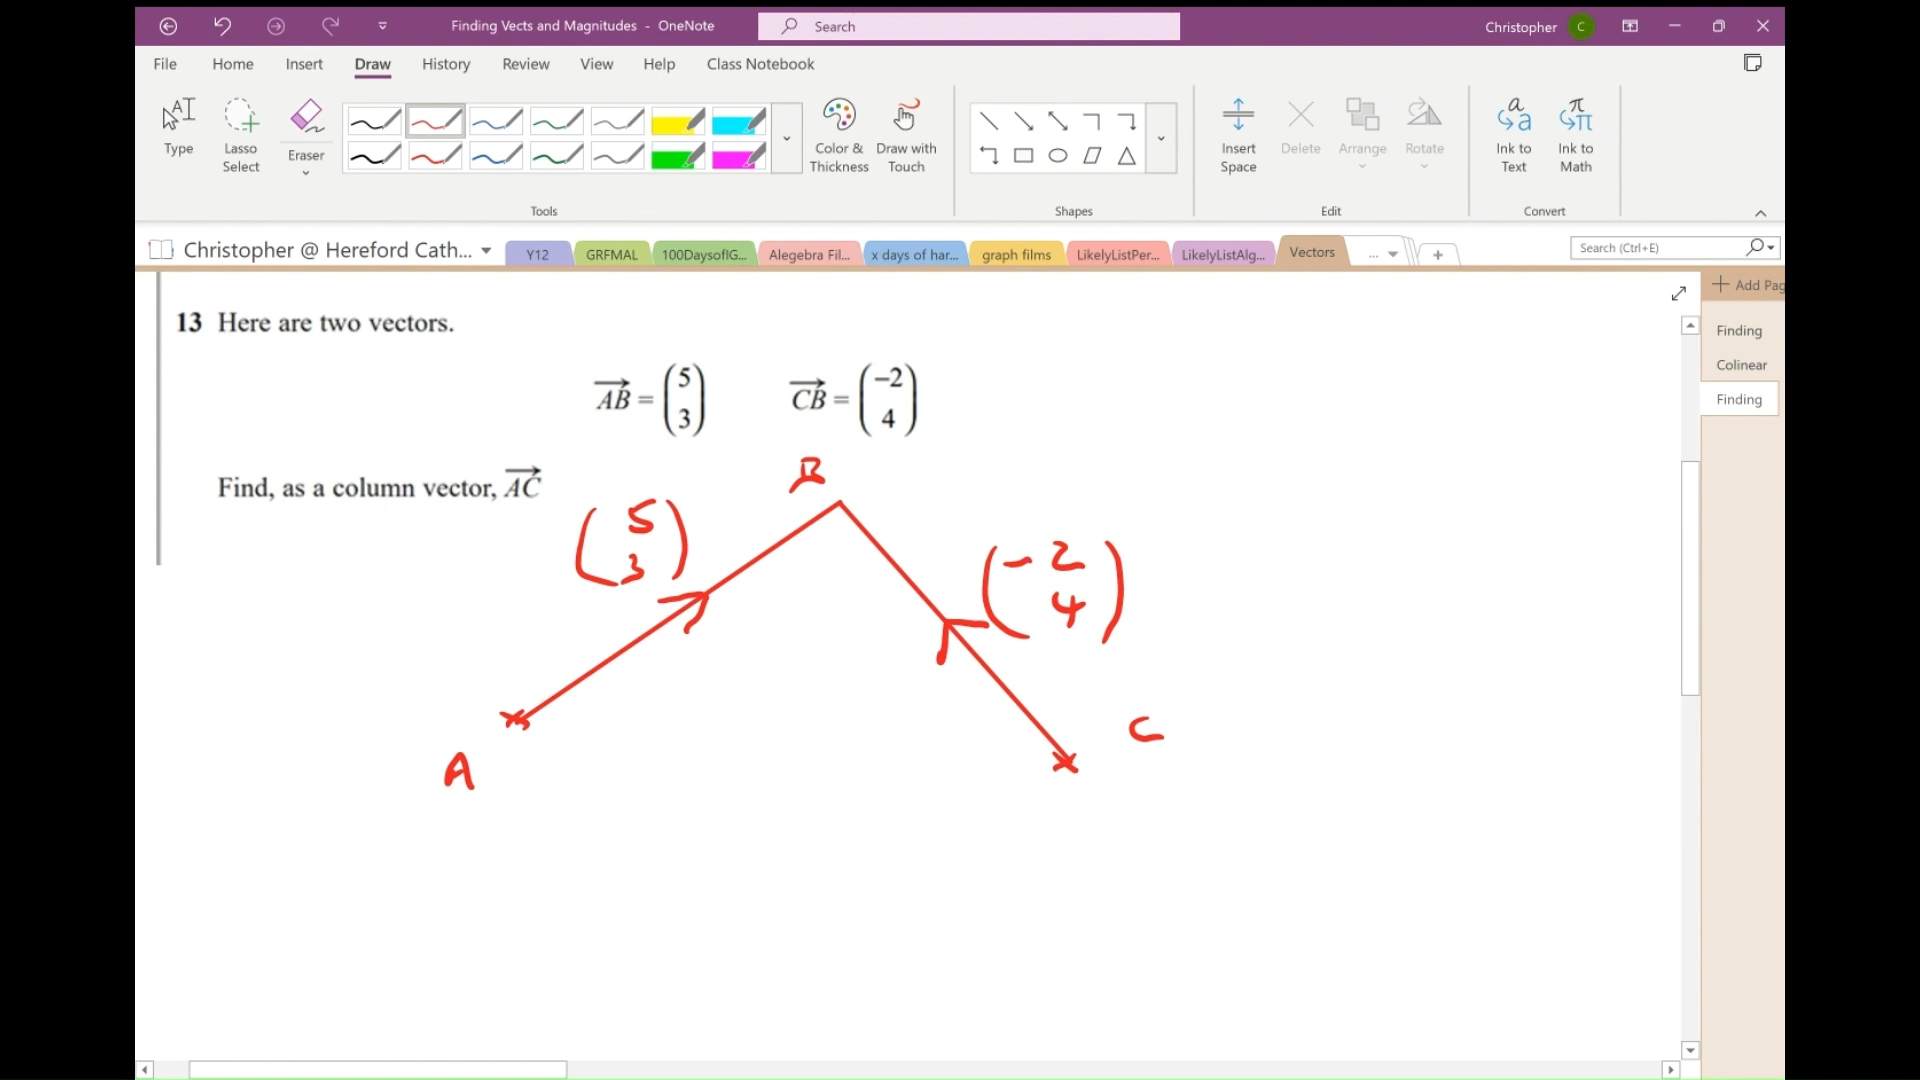 Finding Vects and Magnitudes - OneNote
Search
Christopher
C
File Home Insert Draw History Review View Help Class Notebook
Type
Lasso Select
Eraser
Color & Thickness
Draw with Touch
Insert Space
Delete
Arrange
Rotate
a
a
Ink to Text
π
π
Ink to Math
Tools
Shapes
Edit
Convert
Christopher @ Hereford Cath...
Y12
GRFMAL
100DaysofIG...
Alegebra Fil...
x days of har...
graph films
LikelyListPer...
LikelyListAlg...
Vectors
...
Search (Ctrl+E)
Add Pag
Finding
Colinear
Finding
13 Here are two vectors.
AB = (5 3) CB = (−2 4)
Find, as a column vector, AC
B
(5 3)
(-2 4)
A
C